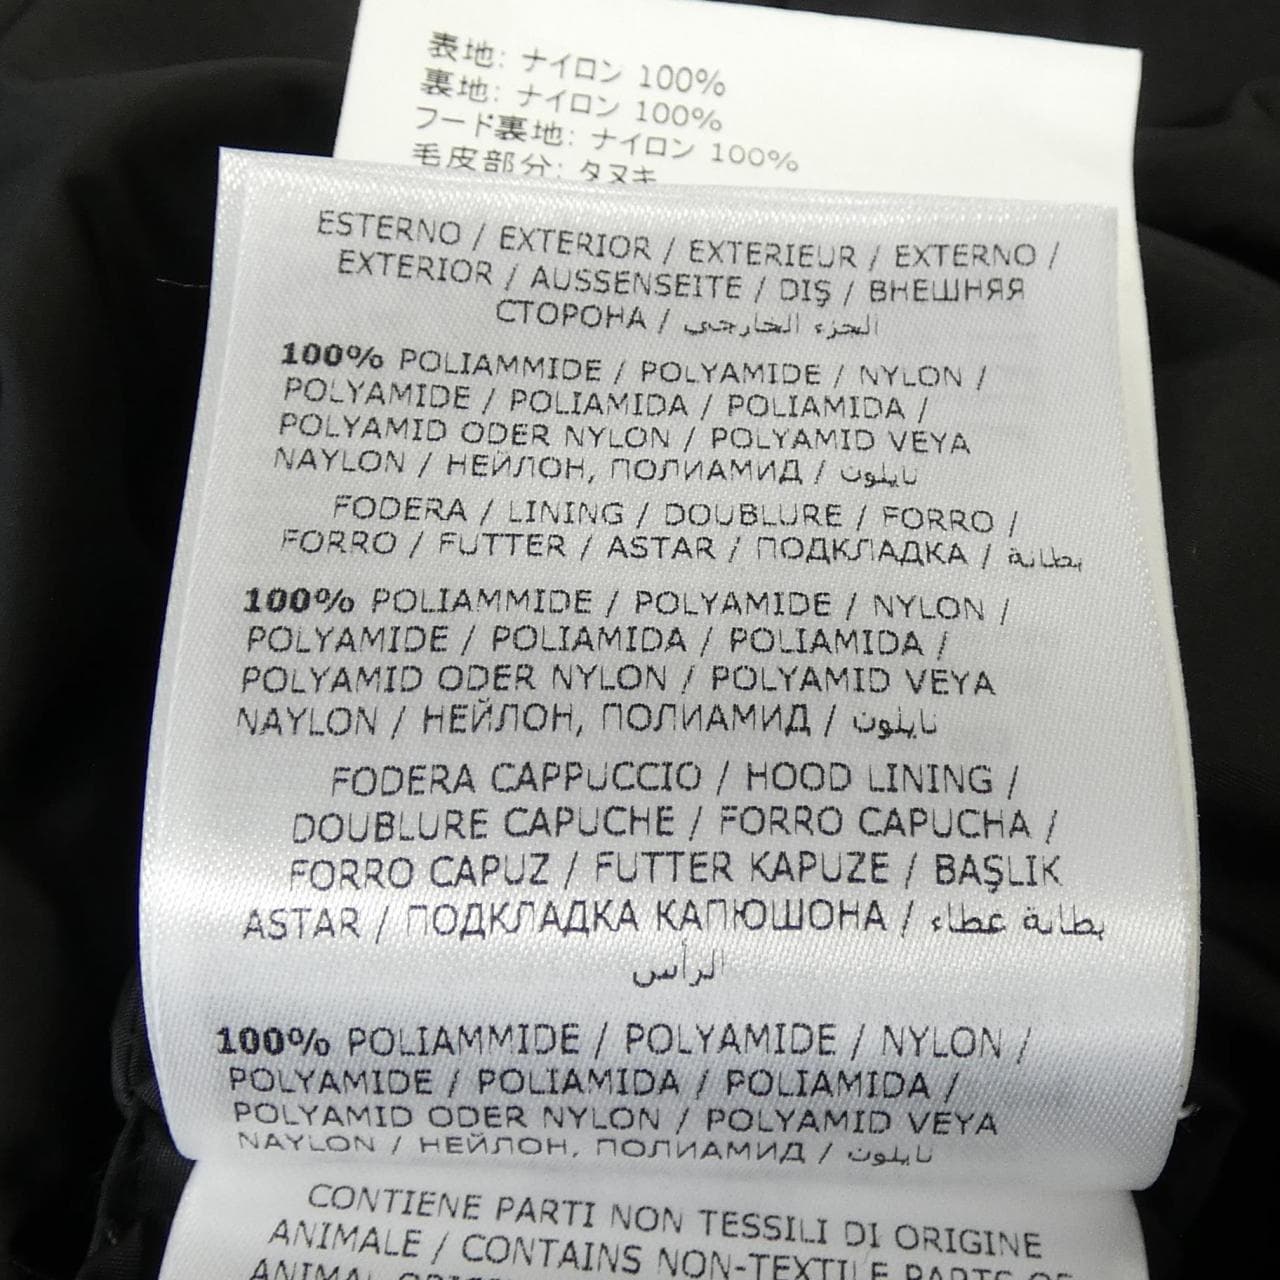 表地: ナイロン 100%
裏地: ナイロン 100%
フード裏地: ナイロン 100%
毛皮部分: タヌキ
ESTERNO / EXTERIOR / EXTERIEUR / EXTERNO /
EXTERIOR / AUSSENSEITE / DIŞ / ВНЕШНЯЯ
СТОРОНА / الجزء الخارجي
100% POLIAMMIDE / POLYAMIDE / NYLON /
POLYAMIDE / POLIAMIDA / POLIAMIDA /
POLYAMID ODER NYLON / POLYAMID VEYA
NAYLON / НЕЙЛОН, ПОЛИАМИД / نايلون
FODERA / LINING / DOUBLURE / FORRO /
FORRO / FUTTER / ASTAR / ПОДКЛАДКА / بطانة
100% POLIAMMIDE / POLYAMIDE / NYLON /
POLYAMIDE / POLIAMIDA / POLIAMIDA /
POLYAMID ODER NYLON / POLYAMID VEYA
NAYLON / НЕЙЛОН, ПОЛИАМИД / نايلون
FODERA CAPPUCCIO / HOOD LINING /
DOUBLURE CAPUCHE / FORRO CAPUCHA /
FORRO CAPUZ / FUTTER KAPUZE / BAŞLIK
ASTAR / ПОДКЛАДКА КАПЮШОНА / بطانة غطاء
الرأس
100% POLIAMMIDE / POLYAMIDE / NYLON /
POLYAMIDE / POLIAMIDA / POLIAMIDA /
POLYAMID ODER NYLON / POLYAMID VEYA
NAYLON / НЕЙЛОН, ПОЛИАМИД / نايلون
CONTIENE PARTI NON TESSILI DI ORIGINE
ANIMALE / CONTAINS NON-TEXTILE PARTS OF